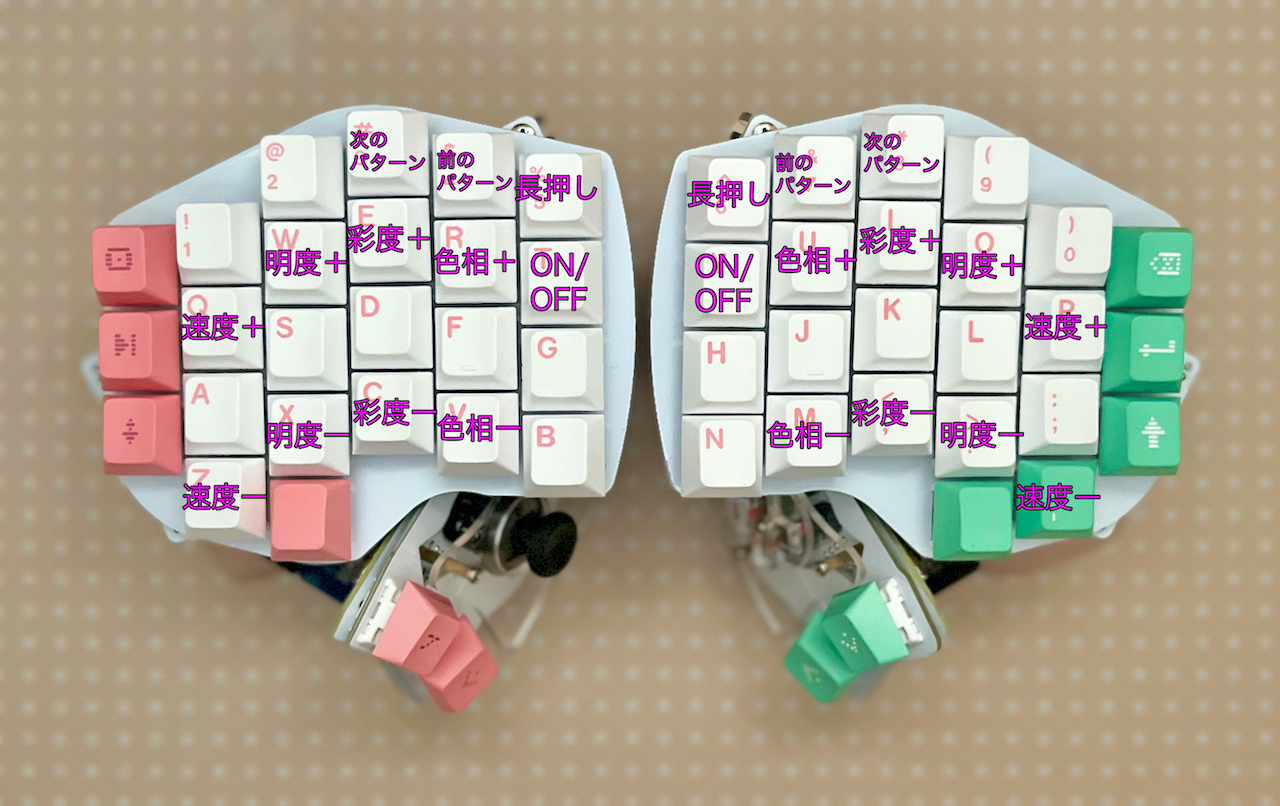 @
2
#
次の
パターン
前の
パターン
%
長押し
!
1
W
明度+
E
彩度+
R
色相+
ON/
OFF
Q
速度+
S
D
F
G
A
X
明度ー
C
彩度ー
V
色相ー
B
Z
速度ー
長押し
&
前の
パターン
*
次の
パターン
(
9
)
0
ON/
OFF
U
色相+
I
彩度+
O
明度+
P
速度+
H
J
K
L
:
;
N
M
色相ー
彩度ー
明度ー
速度ー